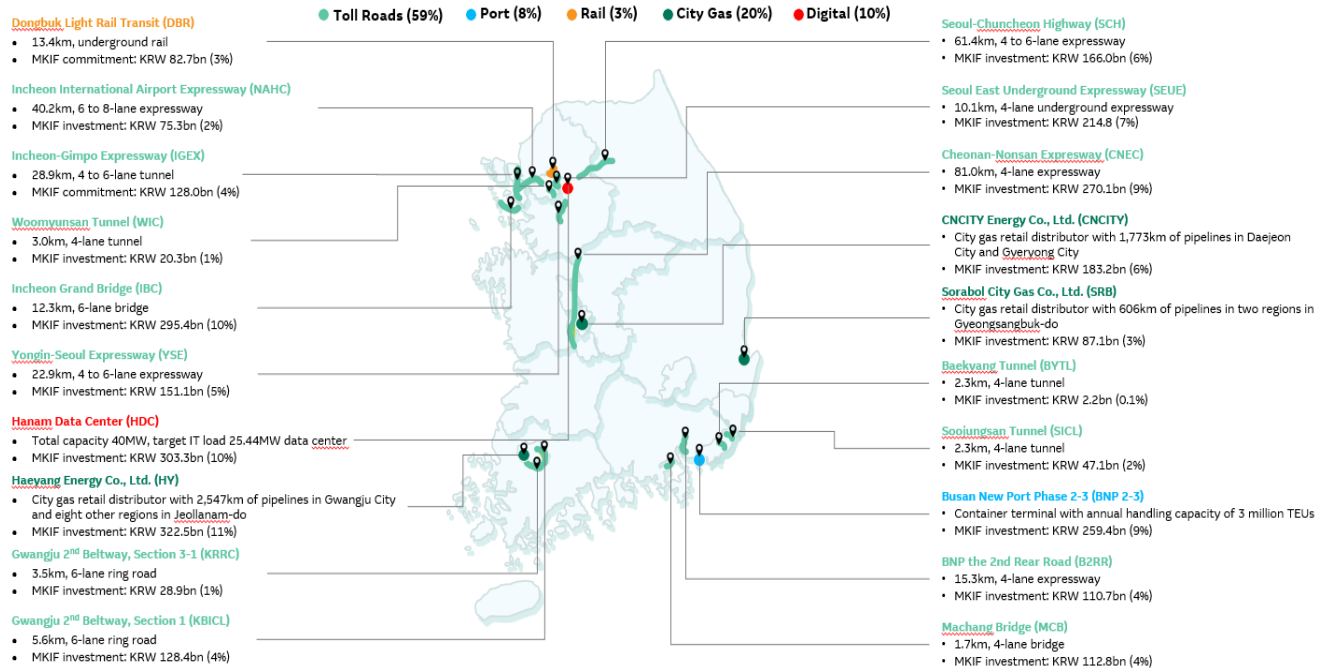 Toll Roads (59%)
Port (8%)
Rail (3%)
City Gas (20%)
Digital (10%)
Dongbuk Light Rail Transit (DBR)
• 13.4km, underground rail
• MKIF commitment: KRW 82.7bn (3%)
Incheon International Airport Expressway (NAHC)
• 40.2km, 6 to 8-lane expressway
• MKIF investment: KRW 75.3bn (2%)
Incheon-Gimpo Expressway (IGEX)
• 28.9km, 4 to 6-lane tunnel
• MKIF commitment: KRW 128.0bn (4%)
Woomyunsan Tunnel (WIC)
• 3.0km, 4-lane tunnel
• MKIF investment: KRW 20.3bn (1%)
Incheon Grand Bridge (IBC)
• 12.3km, 6-lane bridge
• MKIF investment: KRW 295.4bn (10%)
Yongin-Seoul Expressway (YSE)
• 22.9km, 4 to 6-lane expressway
• MKIF investment: KRW 151.1bn (5%)
Hanam Data Center (HDC)
• Total capacity 40MW, target IT load 25.44MW data center
• MKIF investment: KRW 303.3bn (10%)
Haeyang Energy Co., Ltd. (HY)
• City gas retail distributor with 2,547km of pipelines in Gwangju City
and eight other regions in Jeollanam-do
• MKIF investment: KRW 322.5bn (11%)
Gwangju 2nd Beltway, Section 3-1 (KRRC)
• 3.5km, 6-lane ring road
• MKIF investment: KRW 28.9bn (1%)
Gwangju 2nd Beltway, Section 1 (KBICL)
• 5.6km, 6-lane ring road
• MKIF investment: KRW 128.4bn (4%)
Seoul-Chuncheon Highway (SCH)
• 61.4km, 4 to 6-lane expressway
• MKIF investment: KRW 166.0bn (6%)
Seoul East Underground Expressway (SEUE)
• 10.1km, 4-lane underground expressway
• MKIF investment: KRW 214.8 (7%)
Cheonan-Nonsan Expresway (CNEC)
• 81.0km, 4-lane expressway
• MKIF investment: KRW 270.1bn (9%)
CNCITY Energy Co., Ltd. (CNCITY)
• City gas retail distributor with 1,773km of pipelines in Daejeon
City and Gyeryong City
• MKIF investment: KRW 183.2bn (6%)
Sorabol City Gas Co., Ltd. (SRB)
• City gas retail distributor with 606km of pipelines in two regions in
Gyeongsangbuk-do
• MKIF investment: KRW 87.1bn (3%)
Baekyang Tunnel (BYTL)
• 2.3km, 4-lane tunnel
• MKIF investment: KRW 2.2bn (0.1%)
Soojungsan Tunnel (SICL)
• 2.3km, 4-lane tunnel
• MKIF investment: KRW 47.1bn (2%)
Busan New Port Phase 2-3 (BNP 2-3)
• Container terminal with annual handling capacity of 3 million TEUs
• MKIF investment: KRW 259.4bn (9%)
BNP the 2nd Rear Road (B2RR)
• 15.3km, 4-lane expressway
• MKIF investment: KRW 110.7bn (4%)
Machang Bridge (MCB)
• 1.7km, 4-lane bridge
• MKIF investment: KRW 112.8bn (4%)